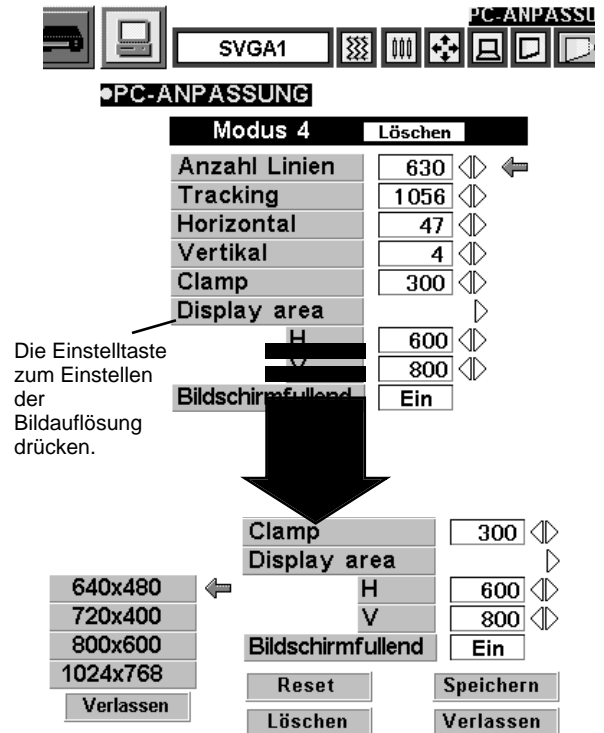 PC-ANPASSU
SVGA1
●PC-ANPASSUNG
Modus 4 Löschen
Anzahl Linien 630
Tracking 1056
Horizontal 47
Vertikal 4
Clamp 300
Display area
H 600
800
Bildschirmfullend Ein
Die Einstelltaste
zum Einstellen
der
Bildauflösung
drücken.
Clamp 300
Display area
H 600
V 800
Bildschirmfullend Ein
640x480
720x400
800x600
1024x768
Verlassen
Reset Speichern
Löschen Verlassen